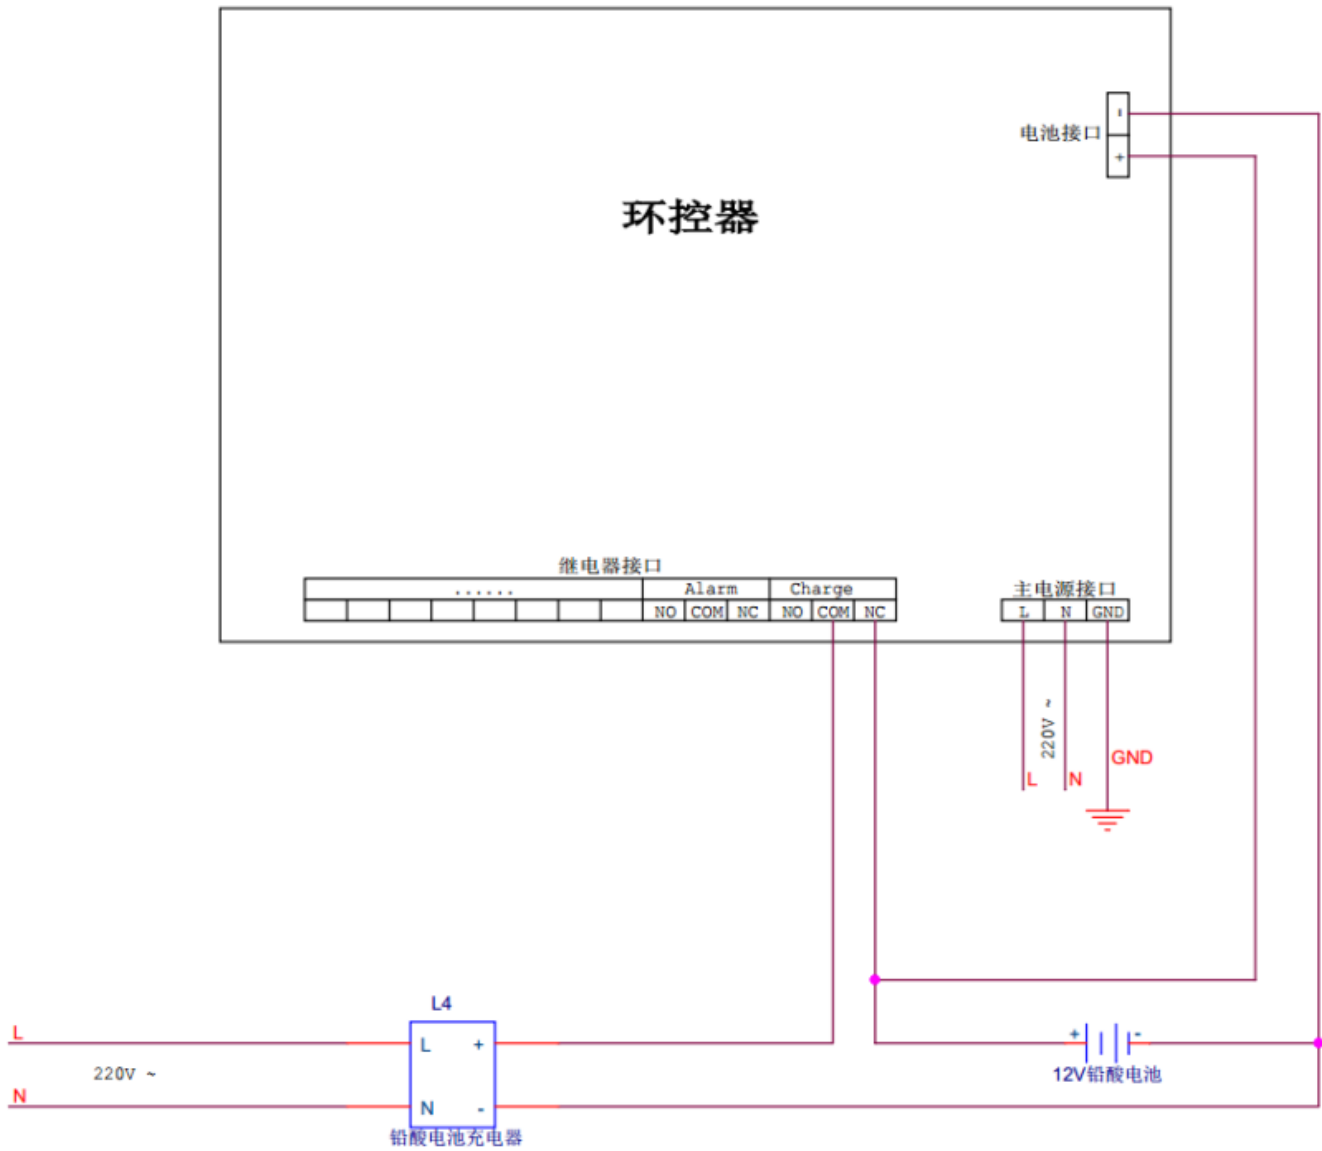 -
电池接口
+
环控器
继电器接口
...... Alarm Charge
NO COM NC NO COM NC
主电源接口
L N GND
220V ~
L N GND
L4
L
L +
220V ~
N
N -
铅酸电池充电器
+ -
12V铅酸电池